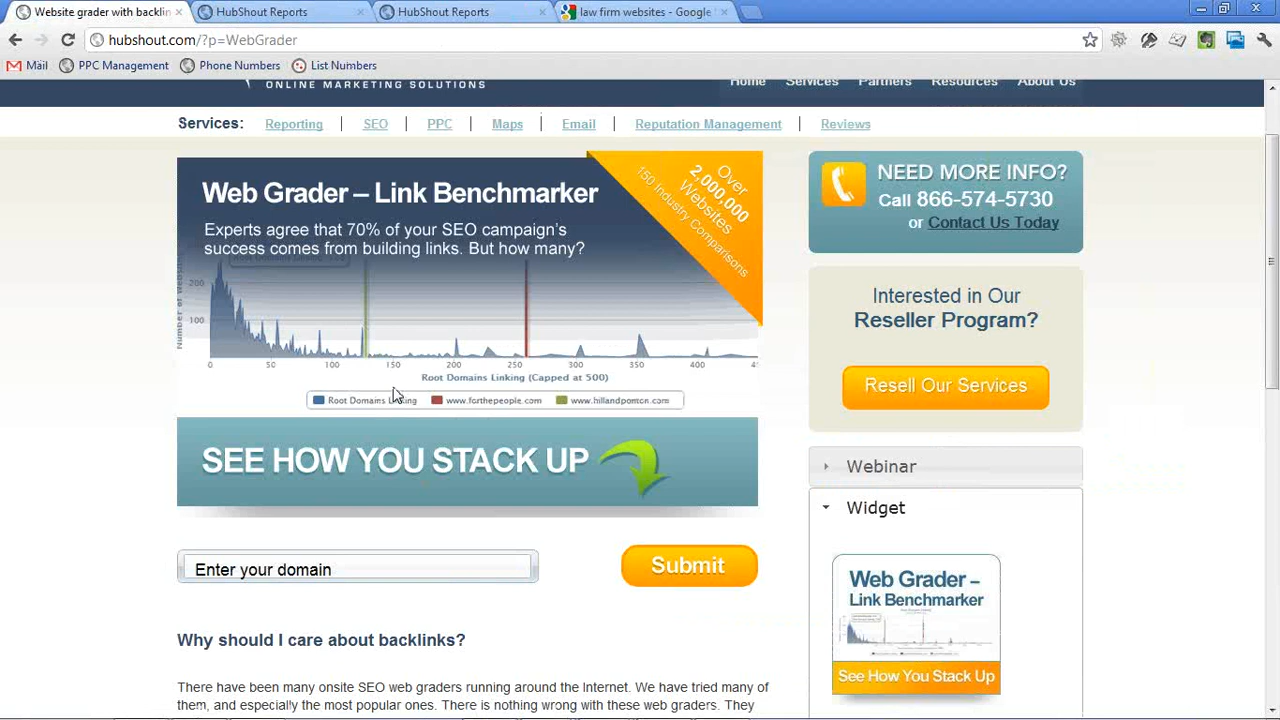 Website grader with backlin
HubShout Reports
HubShout Reports
law firm websites - Google
hubshout.com/?p=WebGrader
Mail
PPC Management
Phone Numbers
List Numbers
ONLINE MARKETING SOLUTIONS
Home
Services
Partners
Resources
About Us
Services:
Reporting
SEO
PPC
Maps
Email
Reputation Management
Reviews
Web Grader – Link Benchmarker
Experts agree that 70% of your SEO campaign's
success comes from building links. But how many?
Over
2,000,000
Websites
150 Industry Comparisons
200
100
0
50
100
150
200
250
300
350
400
Root Domains Linking (Capped at 500)
Root Domains Linking
www.forthepeople.com
www.hillandponton.com
SEE HOW YOU STACK UP
Enter your domain
Submit
Why should I care about backlinks?
There have been many onsite SEO web graders running around the Internet. We have tried many of
them, and especially the most popular ones. There is nothing wrong with these web graders. They
NEED MORE INFO?
Call 866-574-5730
or Contact Us Today
Interested in Our
Reseller Program?
Resell Our Services
Webinar
Widget
Web Grader –
Link Benchmarker
See How You Stack Up